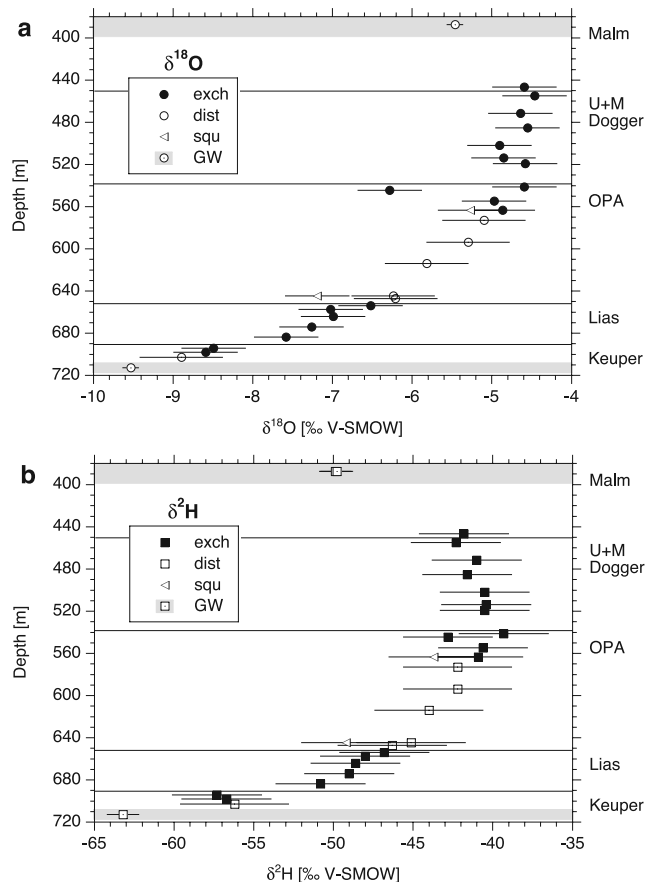 a
δ18O
exch
dist
squ
GW
Depth [m]
400
440
480
520
560
600
640
680
720
Malm
U+M
Dogger
OPA
Lias
Keuper
-10
-9
-8
-7
-6
-5
-4
δ18O [‰ V-SMOW]
b
δ2H
exch
dist
squ
GW
Depth [m]
400
440
480
520
560
600
640
680
720
Malm
U+M
Dogger
OPA
Lias
Keuper
-65
-60
-55
-50
-45
-40
-35
δ2H [‰ V-SMOW]